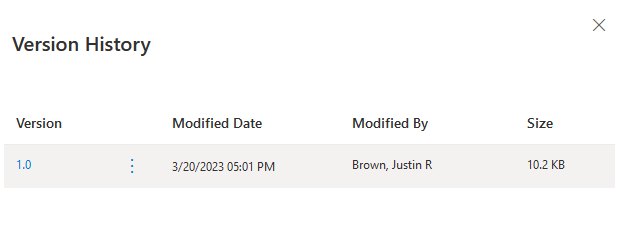 Version History
Version Modified Date Modified By Size
1.0 3/20/2023 05:01 PM Brown, Justin R 10.2 KB